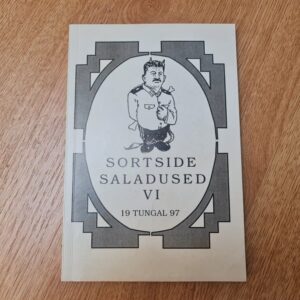 SORTSIDE
SALADUSED
VI
19 TUNGAL 97